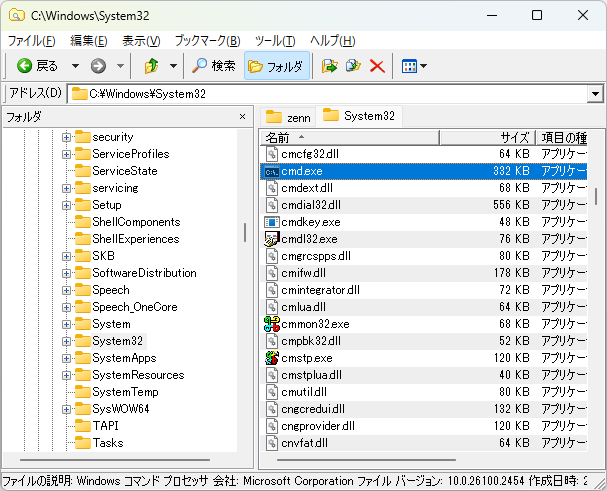 C:\Windows\System32
ファイル(F) 編集(E) 表示(V) ブックマーク(B) ツール(T) ヘルプ(H)
戻る 検索 フォルダ
アドレス(D) C:¥Windows¥System32
フォルダ ×
security
ServiceProfiles
ServiceState
servicing
Setup
ShellComponents
ShellExperiences
SKB
SoftwareDistribution
Speech
Speech_OneCore
System
System32
SystemApps
SystemResources
SystemTemp
SysWOW64
TAPI
Tasks
zenn System32
名前 サイズ 項目の種
cmcfg32.dll 64 KB アプリケー
cmd.exe 332 KB アプリケー
cmdext.dll 68 KB アプリケー
cmdial32.dll 556 KB アプリケー
cmdkey.exe 48 KB アプリケー
cmdl32.exe 76 KB アプリケー
cmgrcspps.dll 80 KB アプリケー
cmifw.dll 178 KB アプリケー
cmintegrator.dll 72 KB アプリケー
cmlua.dll 64 KB アプリケー
cmmon32.exe 68 KB アプリケー
cmpbk32.dll 52 KB アプリケー
cmstp.exe 120 KB アプリケー
cmstplua.dll 40 KB アプリケー
cmutil.dll 80 KB アプリケー
cngcredui.dll 132 KB アプリケー
cngprovider.dll 120 KB アプリケー
cnvfat.dll 64 KB アプリケー
ファイルの説明: Windows コマンド プロセッサ 会社: Microsoft Corporation ファイル バージョン: 10.0.26100.2454 作成日時: 2